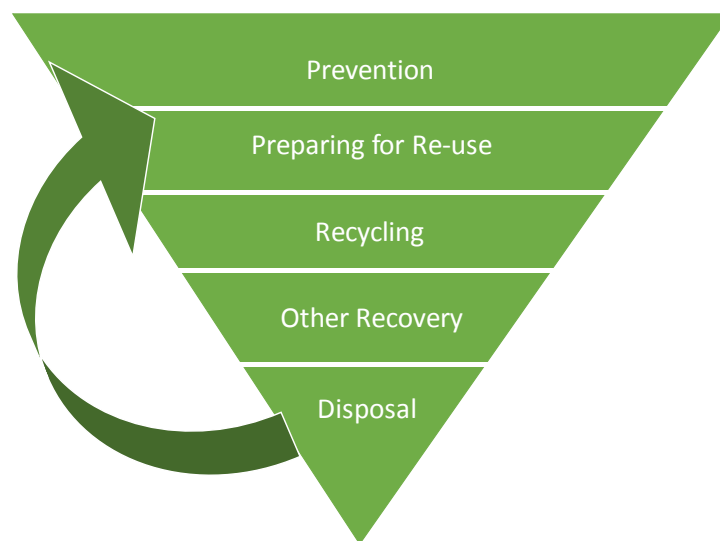 Prevention
Preparing for Re-use
Recycling
Other Recovery
Disposal